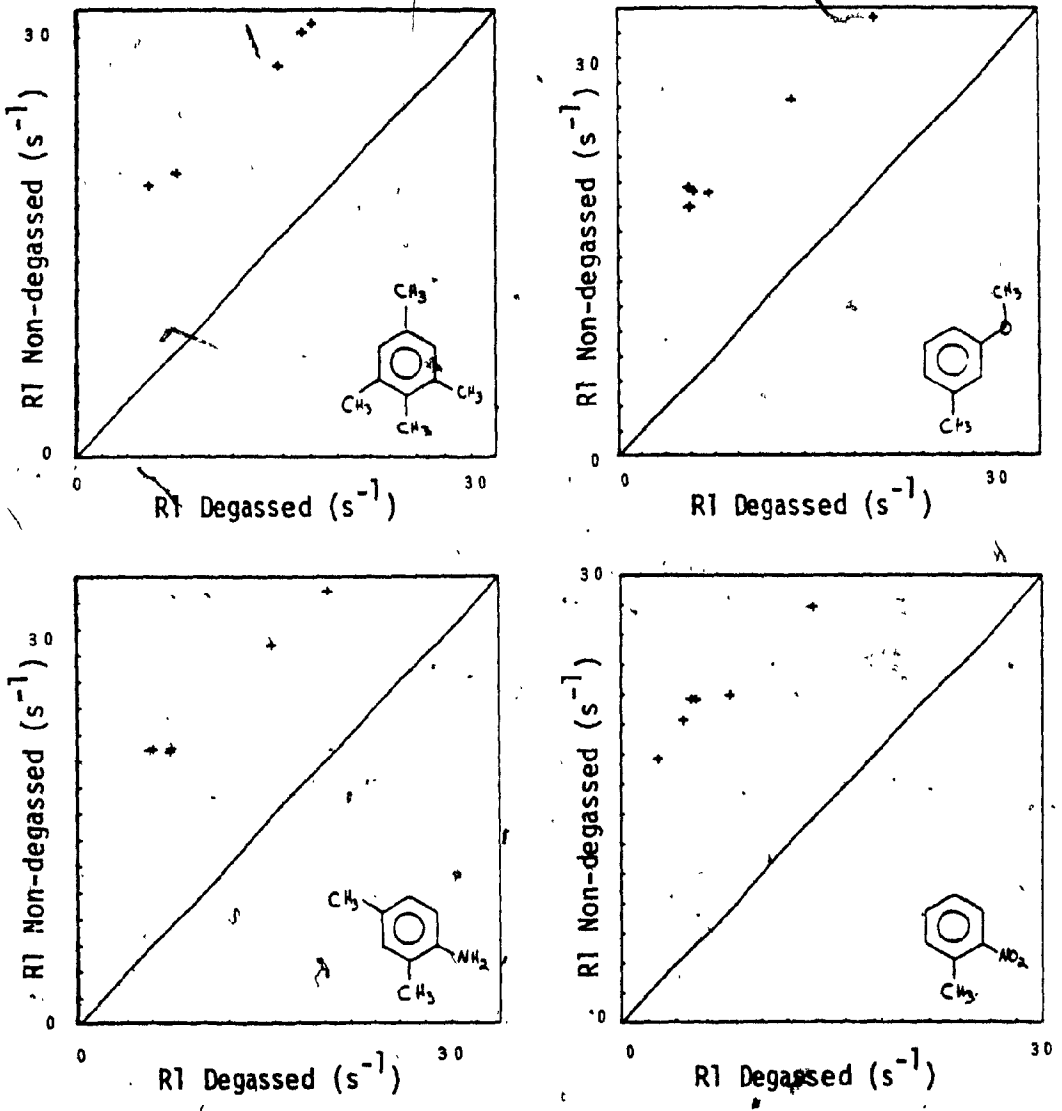 30
R1 Non-degassed (s⁻¹)
0
CH₃
CH₃
CH₃
CH₃
0
30
R1 Degassed (s⁻¹)
30
R1 Non-degassed (s⁻¹)
0
CH₃
O
CH₃
0
30
R1 Degassed (s⁻¹)
30
R1 Non-degassed (s⁻¹)
0
CH₃
NH₂
CH₃
0
30
R1 Degassed (s⁻¹)
30
R1 Non-degassed (s⁻¹)
0
NO₂
CH₃
0
30
R1 Degassed (s⁻¹)